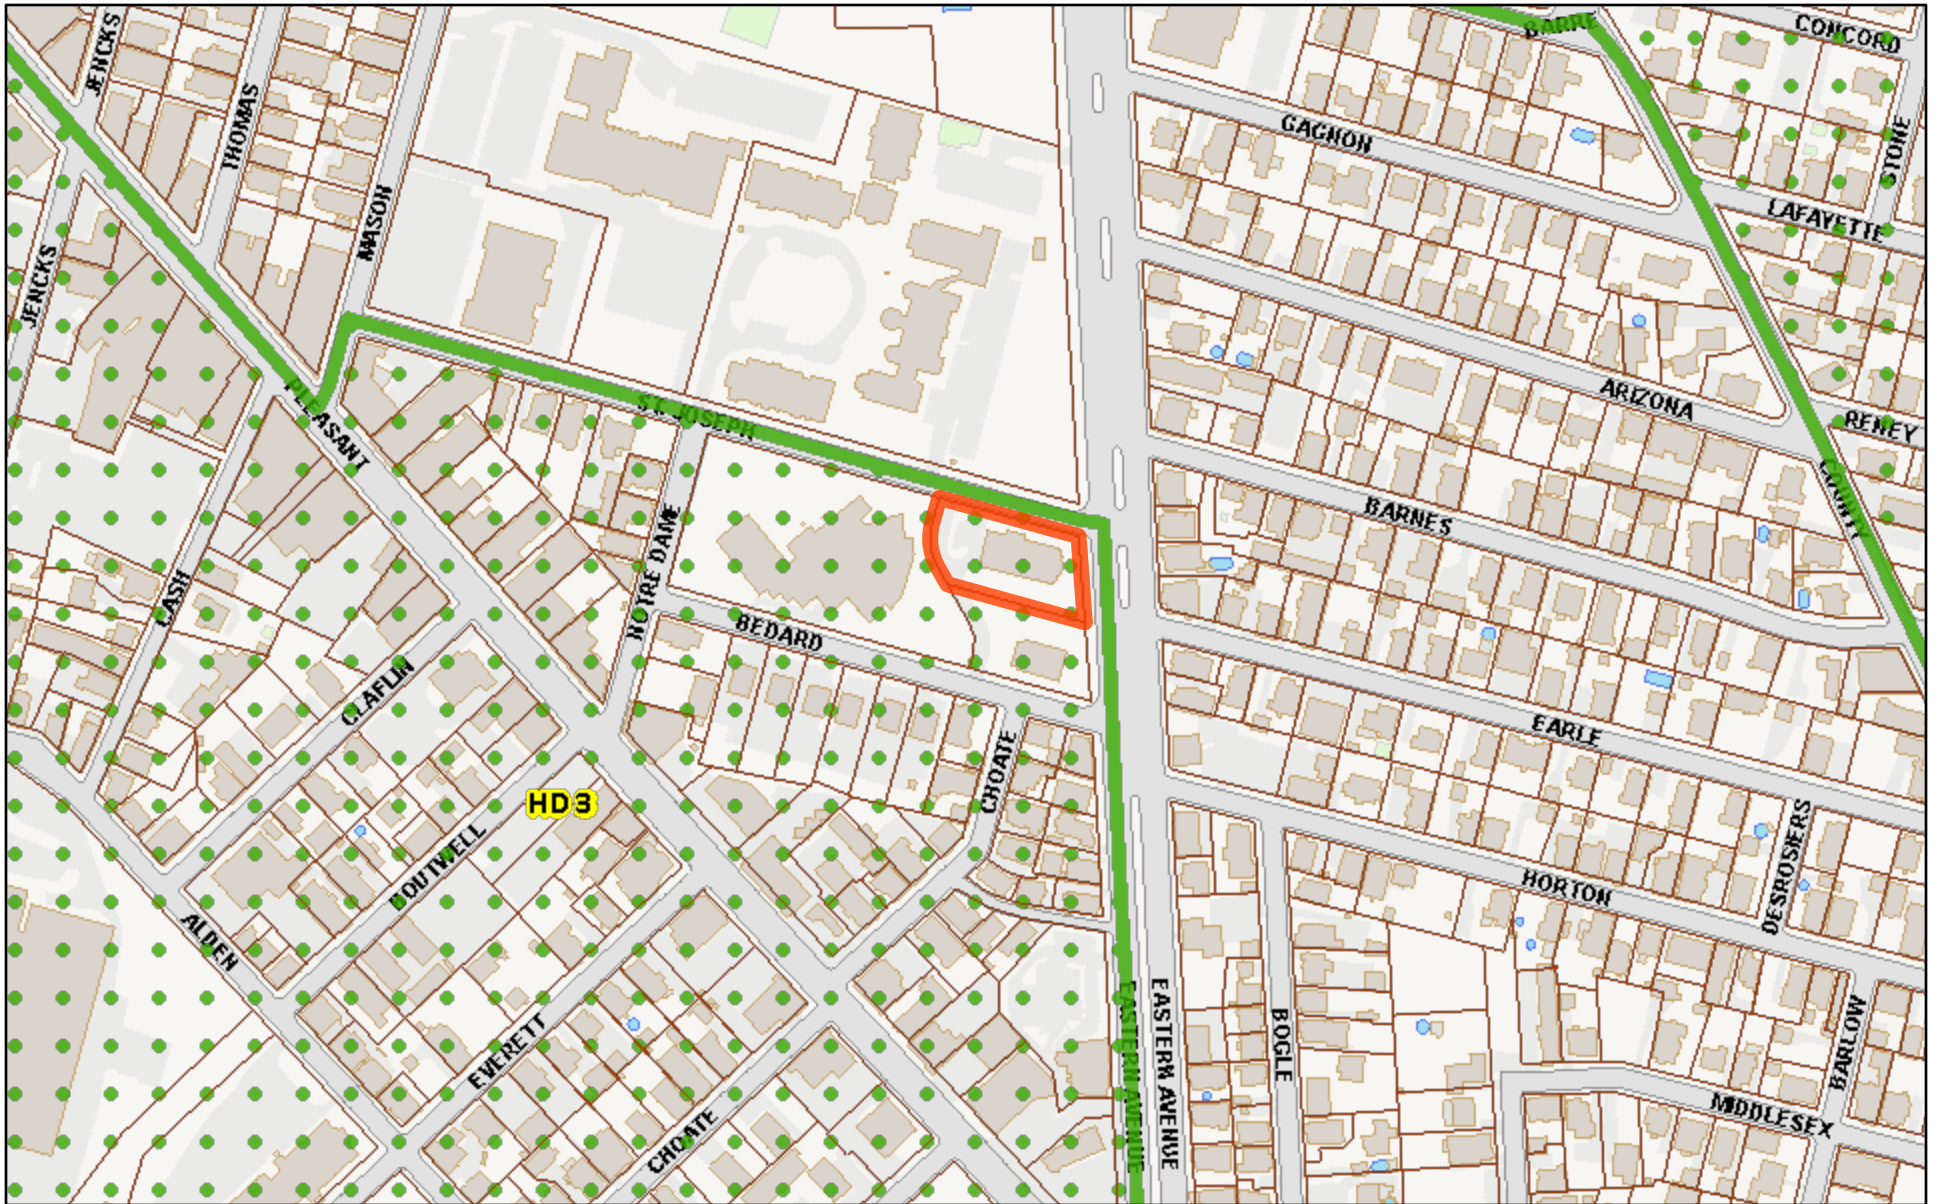 JENCKS
BARRE
CONCORD
THOMAS
GAGNON
STONE
MASON
LAFAYETTE
JENCKS
ARIZONA
PLEASANT
ST. JOSEPH
RENEY
COUNTY
BARNES
NOTRE DAME
CASH
BEDARD
CLAFLIN
EARLE
CHOATE
HD 3
DESROSIERS
BOUTWELL
HORTON
ALDEN
EASTERN AVENUE
EASTERN AVENUE
BOGLE
BARLOW
EVERETT
MIDDLESEX
CHOATE